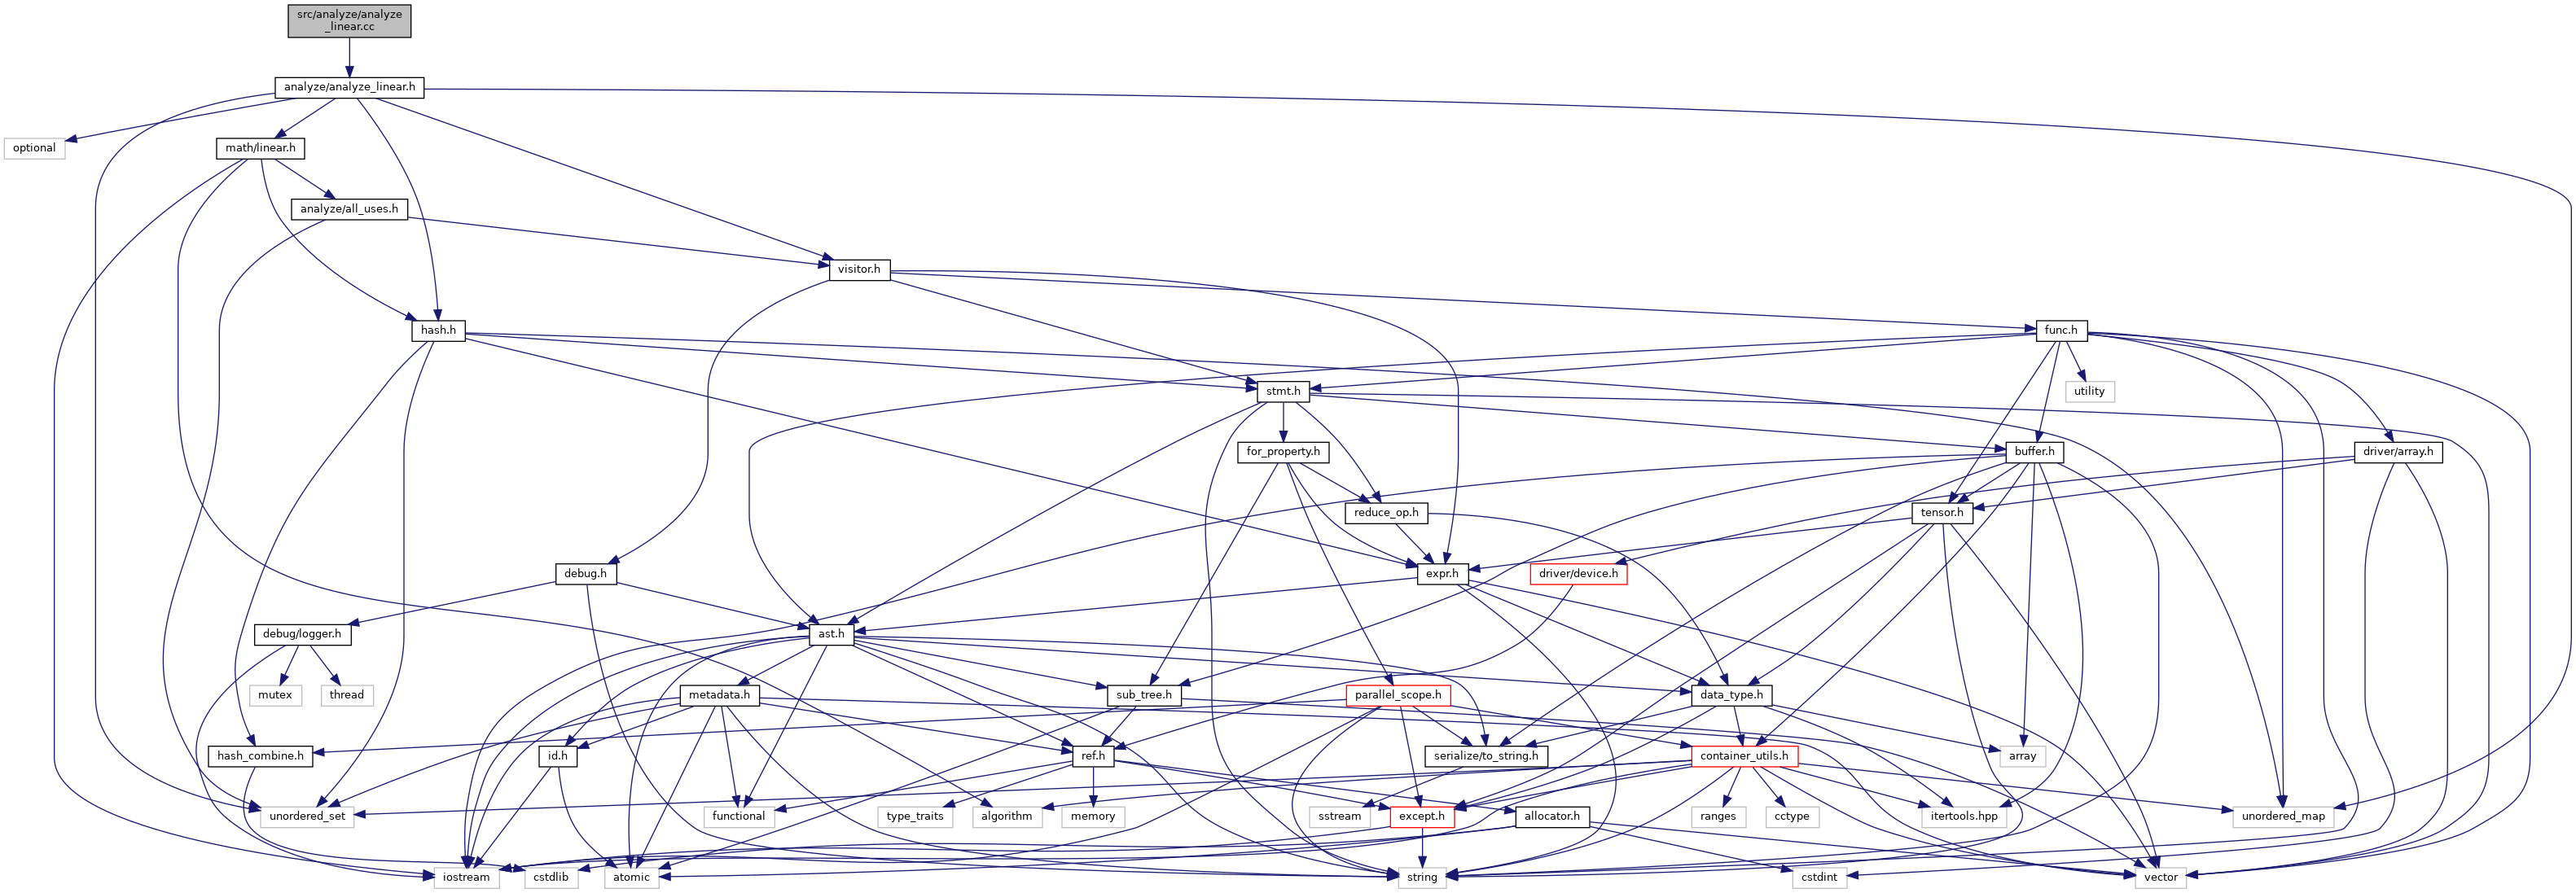 src/analyze/analyze
_linear.cc
analyze/analyze_linear.h
optional
math/linear.h
analyze/all_uses.h
visitor.h
hash.h
func.h
stmt.h
utility
for_property.h
buffer.h
driver/array.h
reduce_op.h
tensor.h
debug.h
expr.h
driver/device.h
debug/logger.h
ast.h
mutex
thread
metadata.h
sub_tree.h
parallel_scope.h
data_type.h
hash_combine.h
id.h
ref.h
serialize/to_string.h
container_utils.h
array
unordered_set
functional
type_traits
algorithm
memory
sstream
except.h
allocator.h
ranges
cctype
itertools.hpp
unordered_map
iostream
cstdlib
atomic
string
cstdint
vector